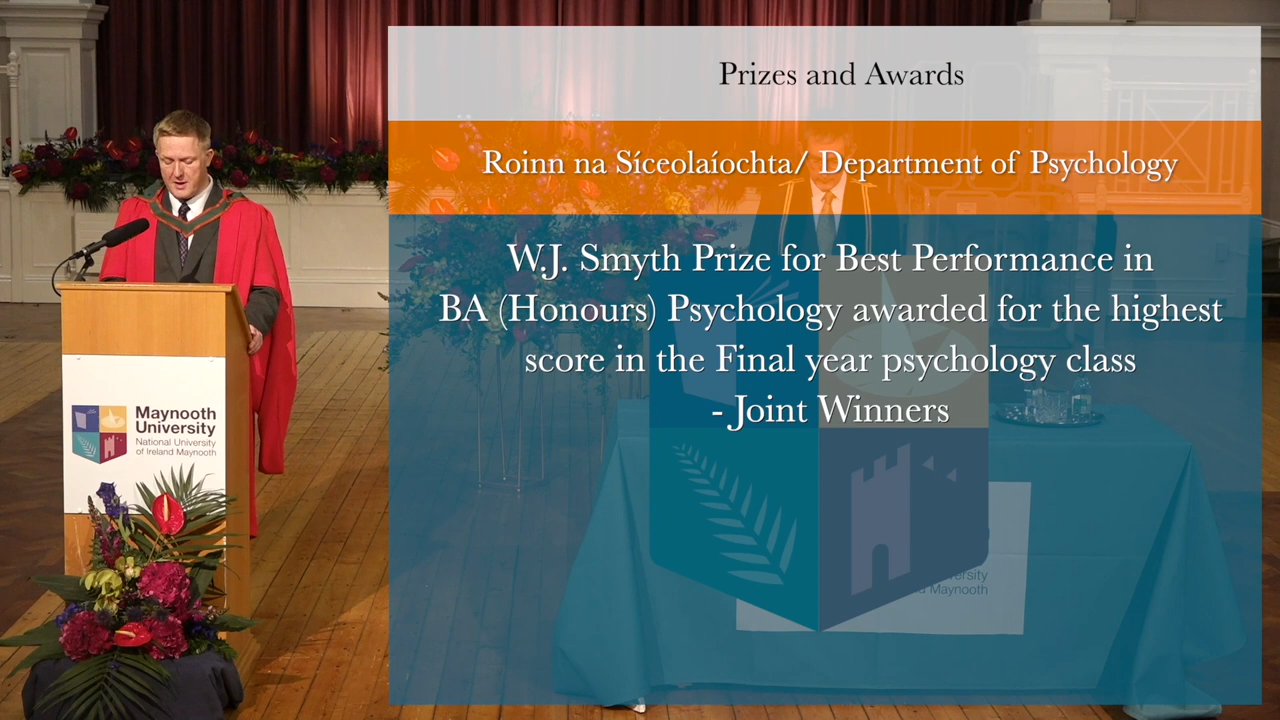 Prizes and Awards
Roinn na Síceolaíochta/ Department of Psychology
W.J. Smyth Prize for Best Performance in
BA (Honours) Psychology awarded for the highest
score in the Final year psychology class
- Joint Winners
Maynooth
University
National University
of Ireland Maynooth
ersity
Maynooth